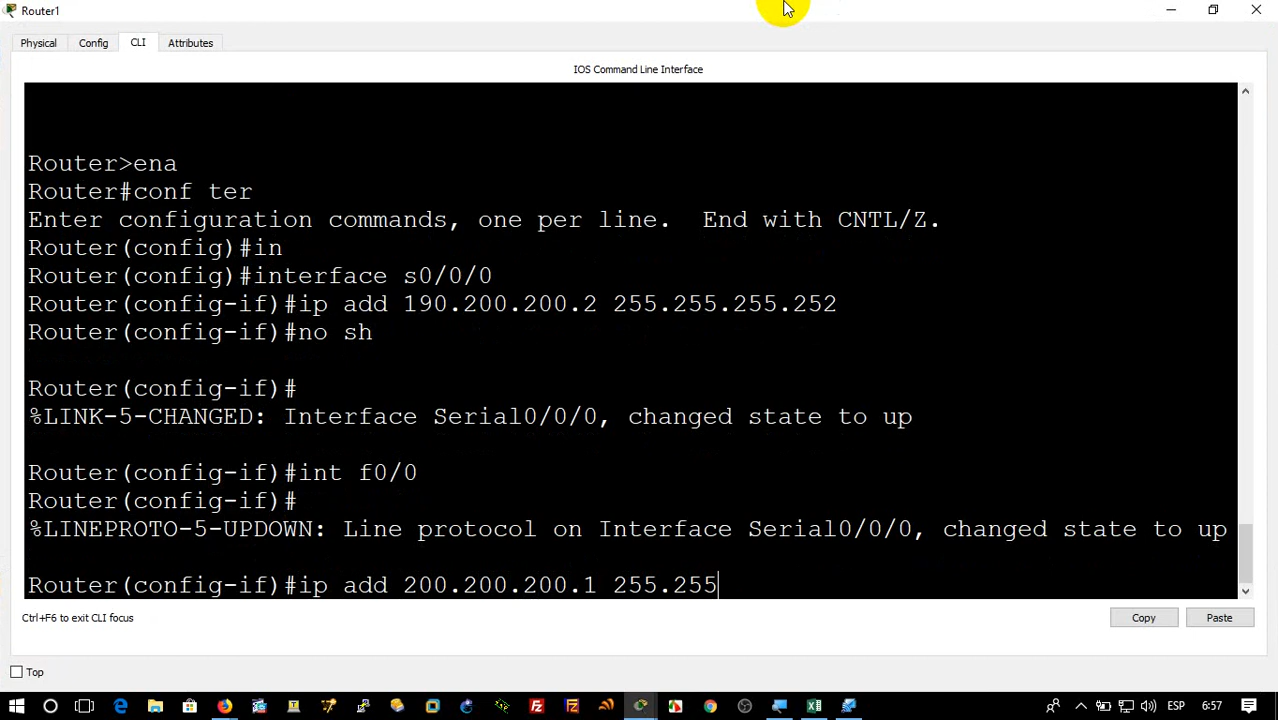 Router1
Physical Config CLI Attributes
IOS Command Line Interface
Router>ena
Router#conf ter
Enter configuration commands, one per line.  End with CNTL/Z.
Router(config)#in
Router(config)#interface s0/0/0
Router(config-if)#ip add 190.200.200.2 255.255.255.252
Router(config-if)#no sh
Router(config-if)#
%LINK-5-CHANGED: Interface Serial0/0/0, changed state to up
Router(config-if)#int f0/0
Router(config-if)#
%LINEPROTO-5-UPDOWN: Line protocol on Interface Serial0/0/0, changed state to up
Router(config-if)#ip add 200.200.200.1 255.255
Ctrl+F6 to exit CLI focus
Copy Paste
Top
ESP 6:57